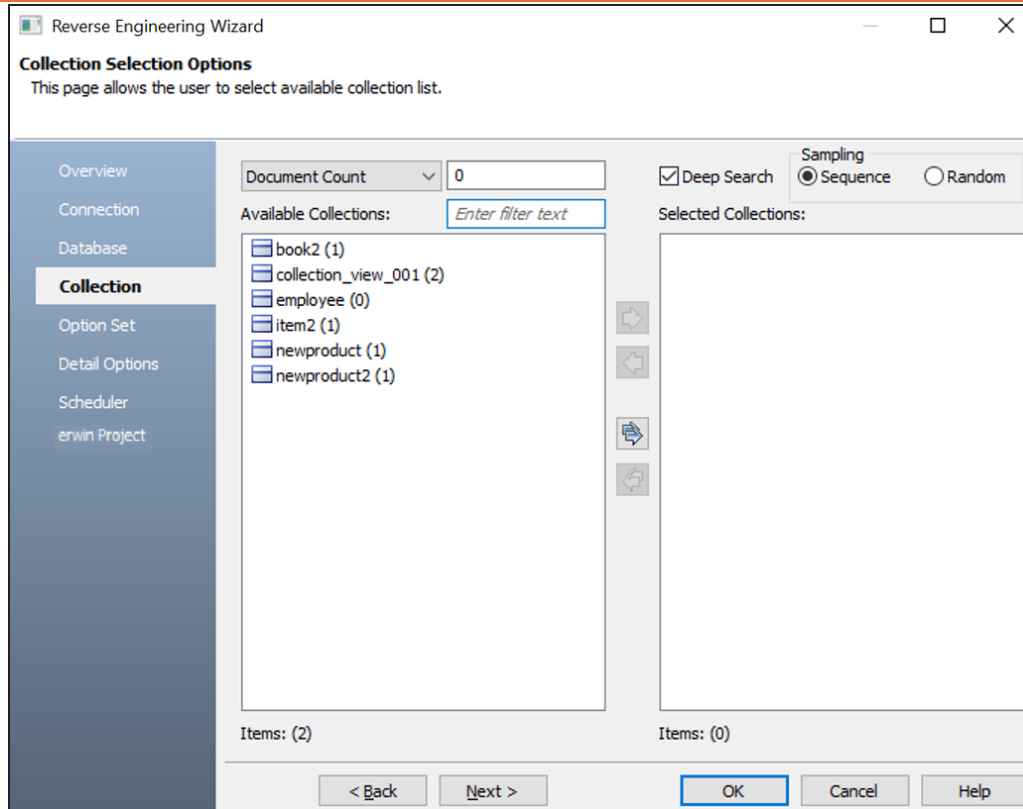 Reverse Engineering Wizard
Collection Selection Options
This page allows the user to select available collection list.
Overview
Connection
Database
Collection
Option Set
Detail Options
Scheduler
erwin Project
Document Count
0
Available Collections:
Enter filter text
book2 (1)
collection_view_001 (2)
employee (0)
item2 (1)
newproduct (1)
newproduct2 (1)
Items: (2)
Deep Search
Sampling
Sequence
Random
Selected Collections:
Items: (0)
< Back
Next >
OK
Cancel
Help